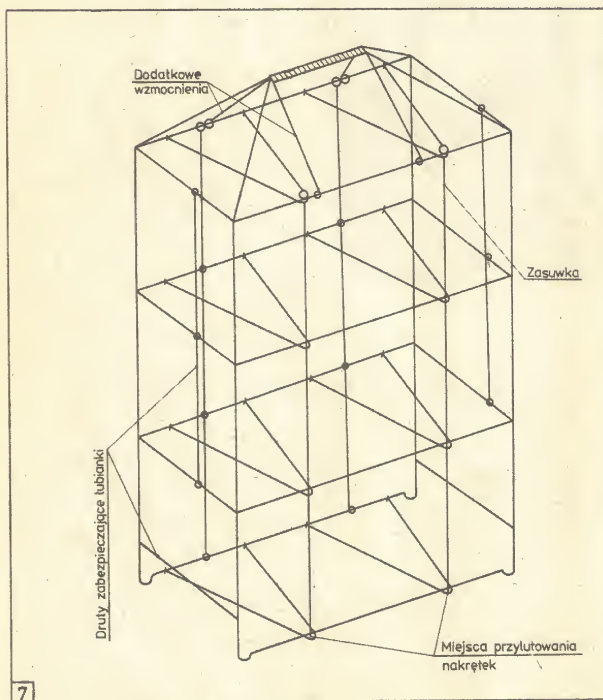 Dodatkowe
wzmocnienia
Zasuwka
Druty zabezpieczające łubianki
Miejsca przylutowania
nakrętek
7